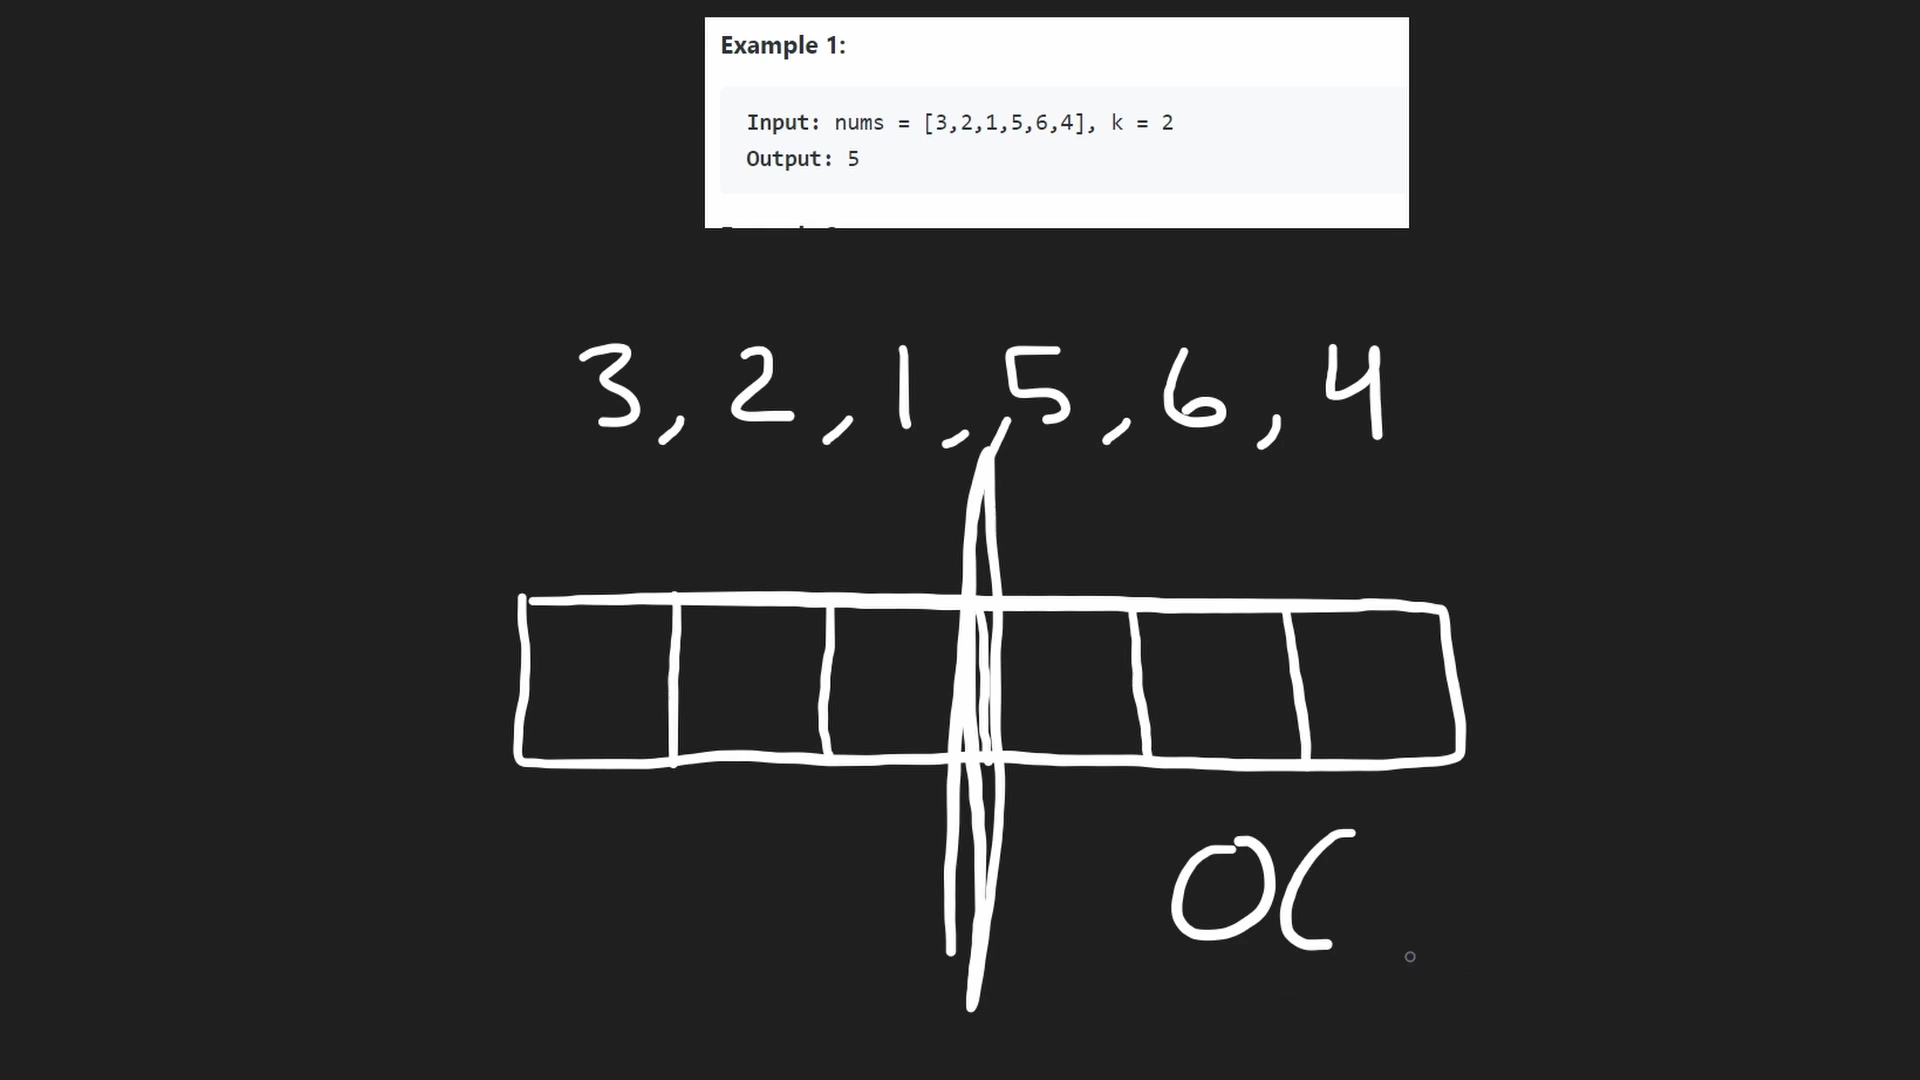 Example 1:
Input: nums = [3,2,1,5,6,4], k = 2
Output: 5
3, 2, 1, 5, 6, 4
O(